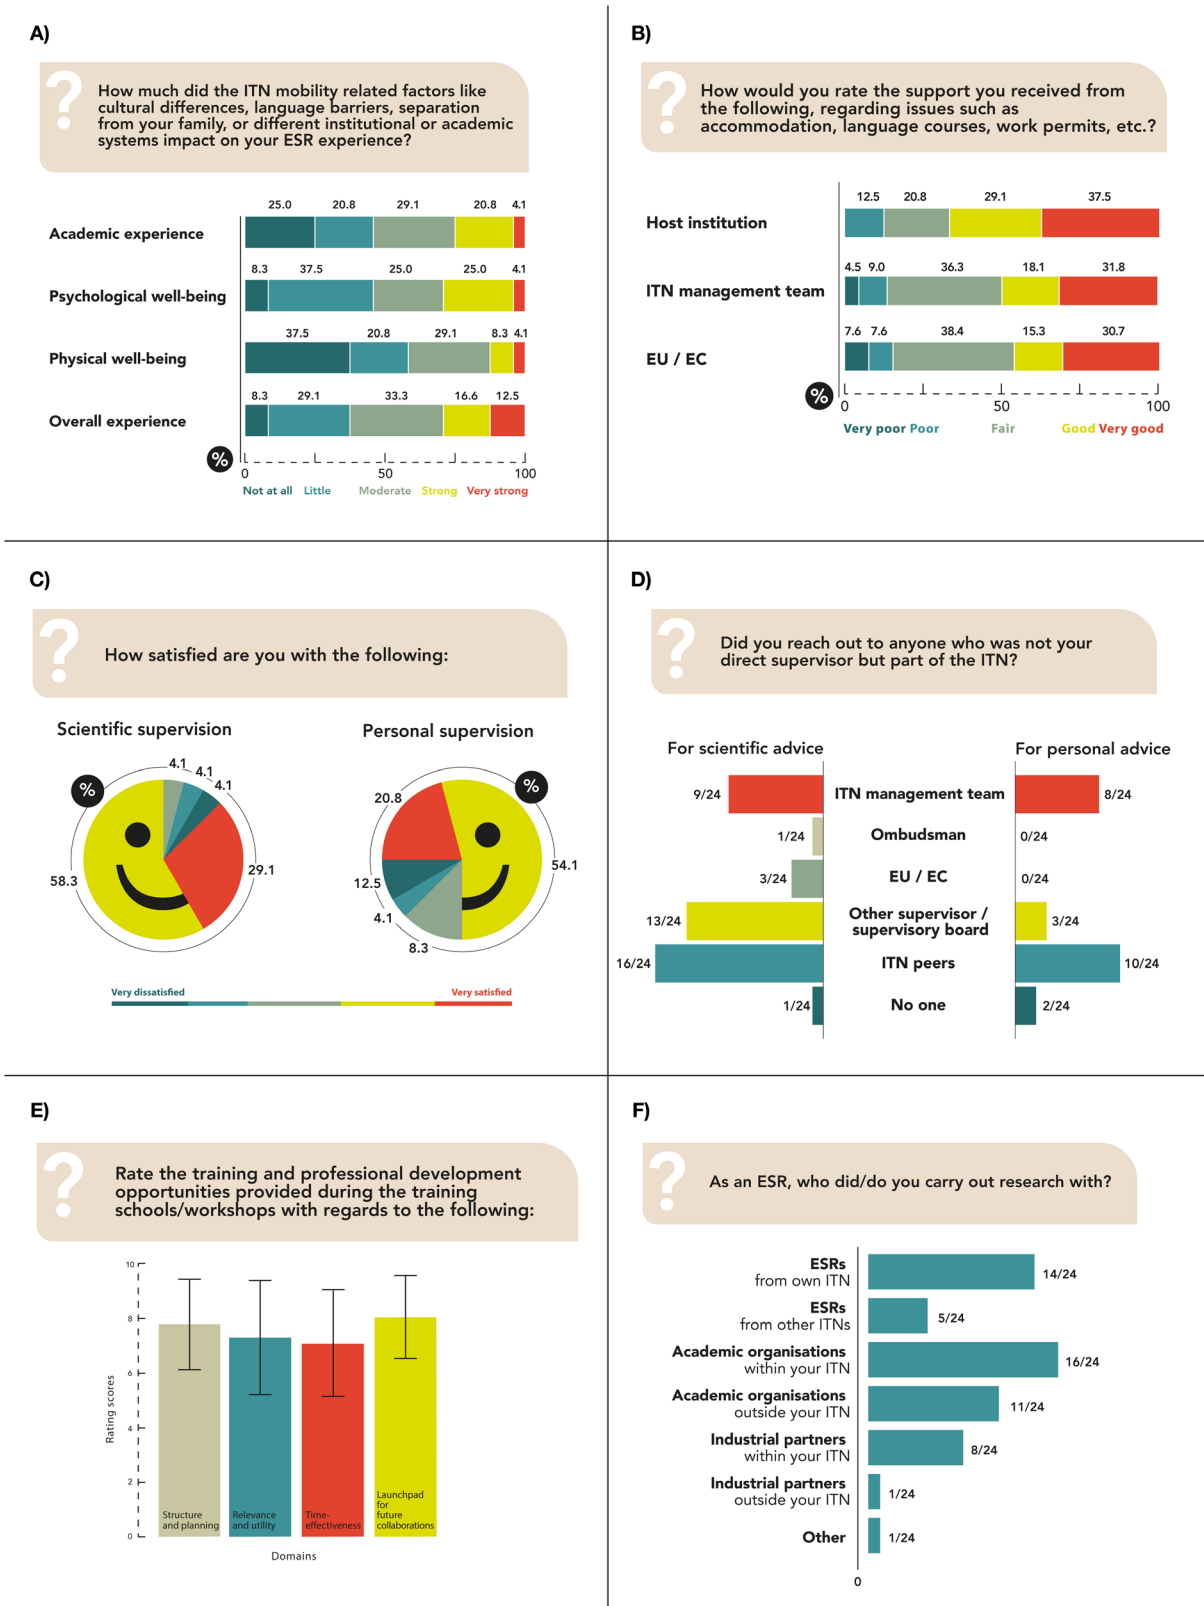 A)
?
How much did the ITN mobility related factors like
cultural differences, language barriers, separation
from your family, or different institutional or academic
systems impact on your ESR experience?
25.0 20.8 29.1 20.8 4.1
Academic experience
8.3 37.5 25.0 25.0 4.1
Psychological well-being
37.5 20.8 29.1 8.3 4.1
Physical well-being
8.3 29.1 33.3 16.6 12.5
Overall experience
%
0 50 100
Not at all Little Moderate Strong Very strong
B)
?
How would you rate the support you received from
the following, regarding issues such as
accommodation, language courses, work permits, etc.?
12.5 20.8 29.1 37.5
Host institution
4.5 9.0 36.3 18.1 31.8
ITN management team
7.6 7.6 38.4 15.3 30.7
EU / EC
%
0 50 100
Very poor Poor Fair Good Very good
C)
?
How satisfied are you with the following:
Scientific supervision
%
4.1
4.1
4.1
29.1
58.3
Personal supervision
%
20.8
54.1
12.5
4.1
8.3
Very dissatisfied Very satisfied
D)
?
Did you reach out to anyone who was not your
direct supervisor but part of the ITN?
For scientific advice For personal advice
9/24 ITN management team 8/24
1/24 Ombudsman 0/24
3/24 EU / EC 0/24
13/24 Other supervisor / 3/24
supervisory board
16/24 ITN peers 10/24
1/24 No one 2/24
E)
?
Rate the training and professional development
opportunities provided during the training
schools/workshops with regards to the following:
10
8
6
4
2
0
Rating scores
Structure
and planning
Relevance
and utility
Time-
effectiveness
Launchpad
for
future
collaborations
Domains
F)
?
As an ESR, who did/do you carry out research with?
ESRs
from own ITN
14/24
ESRs
from other ITNs
5/24
Academic organisations
within your ITN
16/24
Academic organisations
outside your ITN
11/24
Industrial partners
within your ITN
8/24
Industrial partners
outside your ITN
1/24
Other
1/24
0